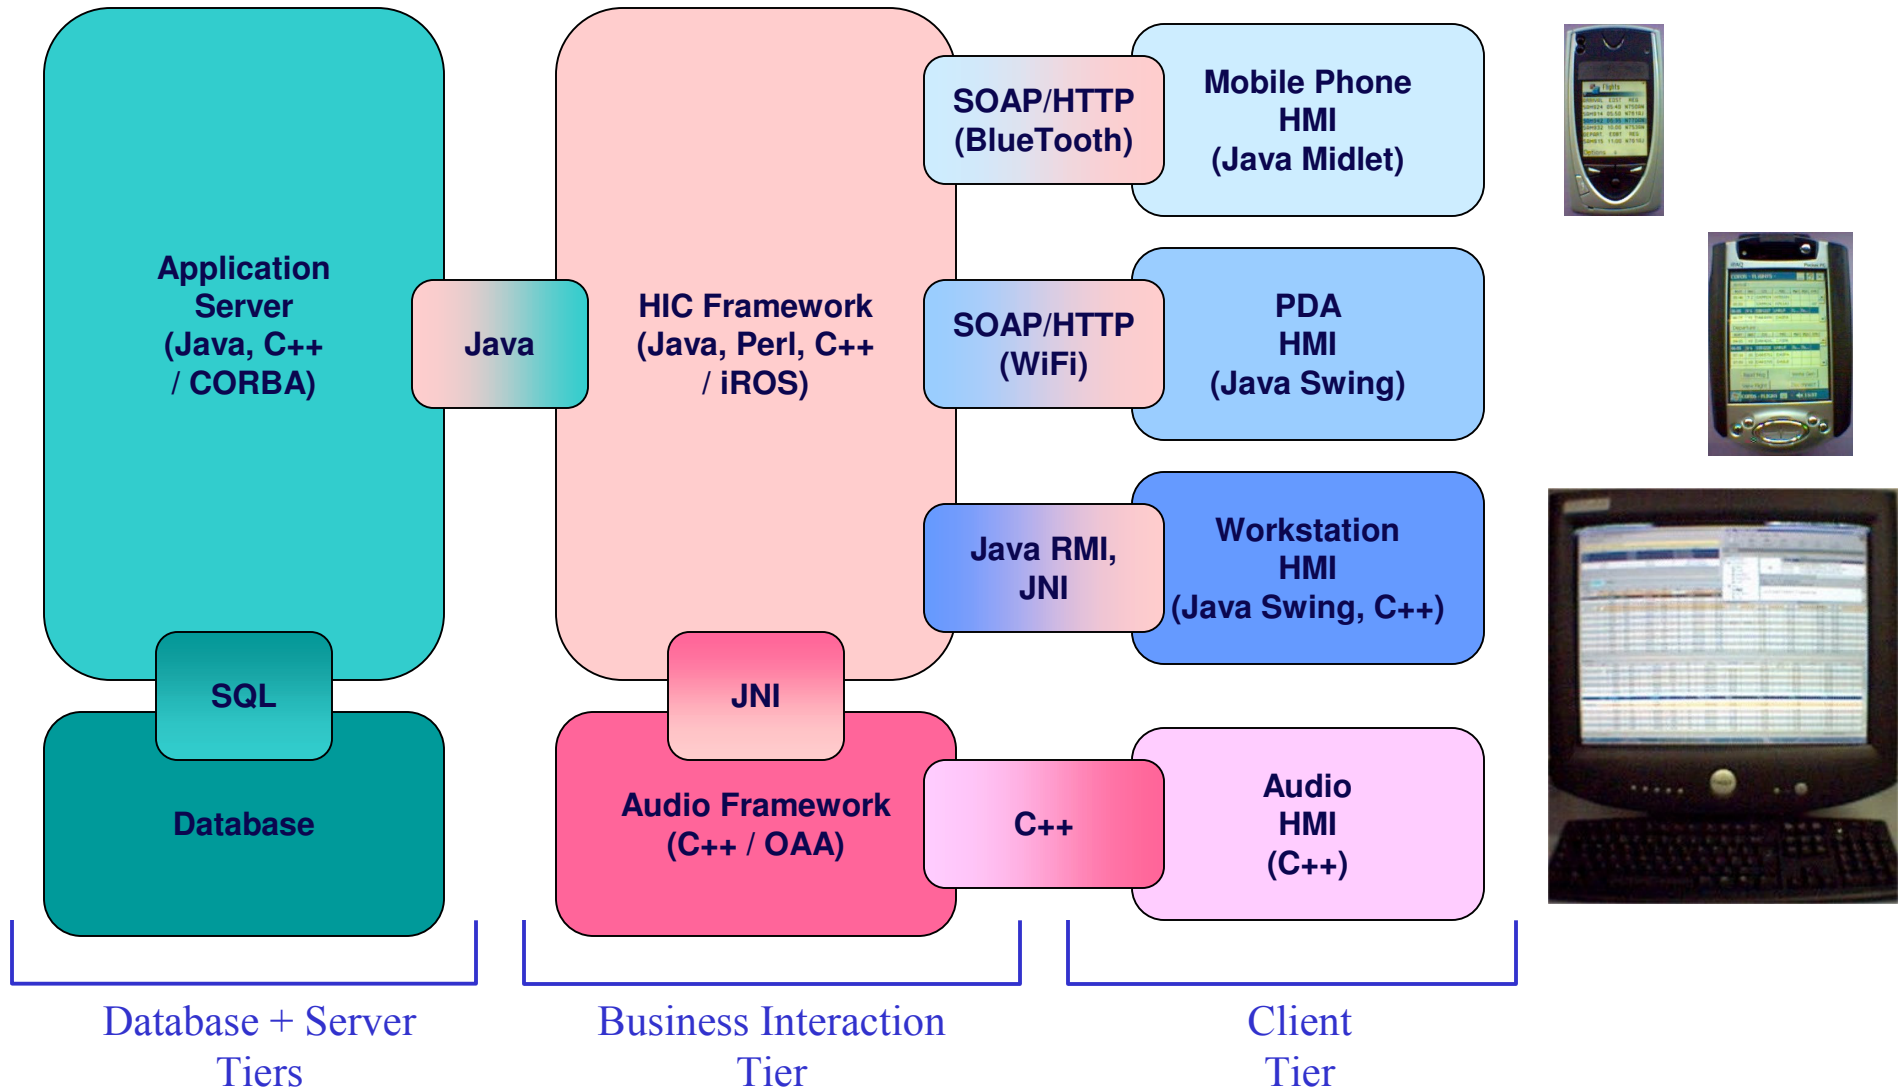 Application
Server
(Java, C++
/ CORBA)
Java
SQL
Database
HIC Framework
(Java, Perl, C++
/ iROS)
JNI
Audio Framework
(C++ / OAA)
SOAP/HTTP
(BlueTooth)
Mobile Phone
HMI
(Java Midlet)
SOAP/HTTP
(WiFi)
PDA
HMI
(Java Swing)
Java RMI,
JNI
Workstation
HMI
(Java Swing, C++)
C++
Audio
HMI
(C++)
Flights
Options
Database + Server
Tiers
Business Interaction
Tier
Client
Tier